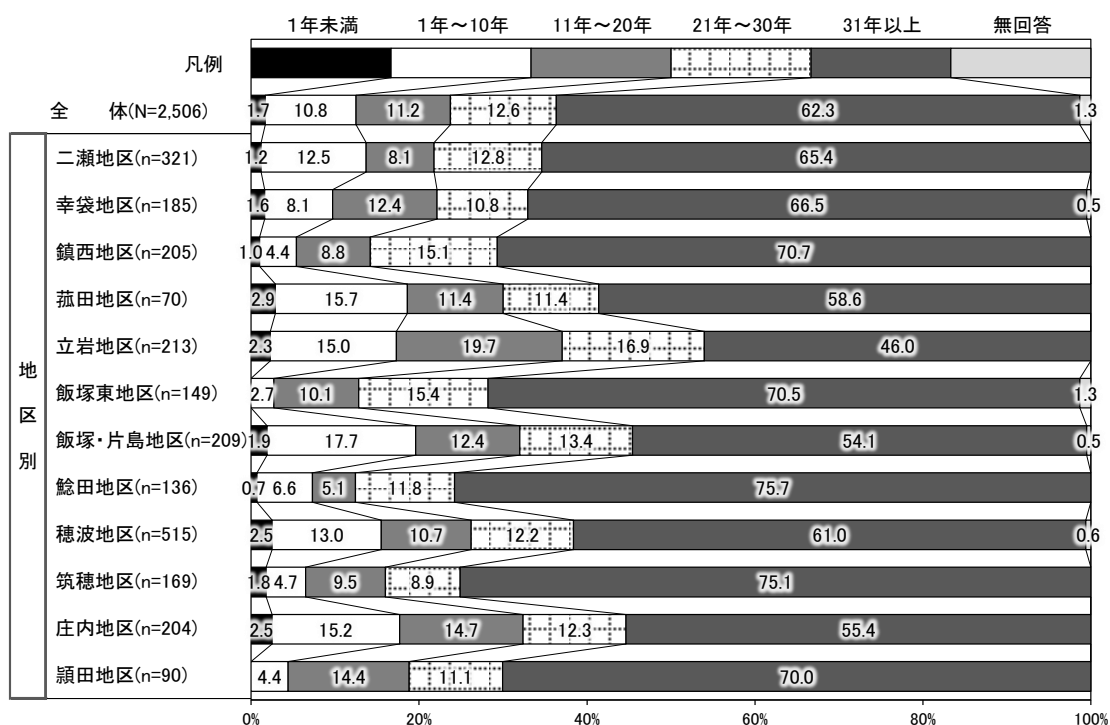 1年未満 1年～10年 11年～20年 21年～30年 31年以上 無回答
凡例
全 体(N=2,506) 1.7 10.8 11.2 12.6 62.3 1.3
地区別
二瀬地区(n=321) 1.2 12.5 8.1 12.8 65.4
幸袋地区(n=185) 1.6 8.1 12.4 10.8 66.5 0.5
鎮西地区(n=205) 1.0 4.4 8.8 15.1 70.7
菰田地区(n=70) 2.9 15.7 11.4 11.4 58.6
立岩地区(n=213) 2.3 15.0 19.7 16.9 46.0
飯塚東地区(n=149) 2.7 10.1 15.4 70.5 1.3
飯塚・片島地区(n=209) 1.9 17.7 12.4 13.4 54.1 0.5
鯰田地区(n=136) 0.7 6.6 5.1 11.8 75.7
穂波地区(n=515) 2.5 13.0 10.7 12.2 61.0 0.6
筑穂地区(n=169) 1.8 4.7 9.5 8.9 75.1
庄内地区(n=204) 2.5 15.2 14.7 12.3 55.4
頴田地区(n=90) 4.4 14.4 11.1 70.0
0% 20% 40% 60% 80% 100%